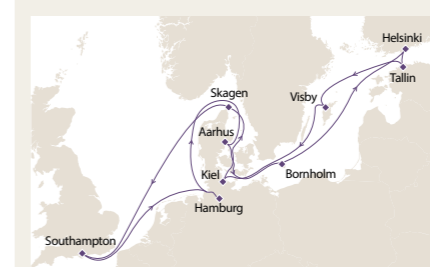 Helsinki
Tallin
Skagen
Visby
Aarhus
Bornholm
Kiel
Hamburg
Southampton